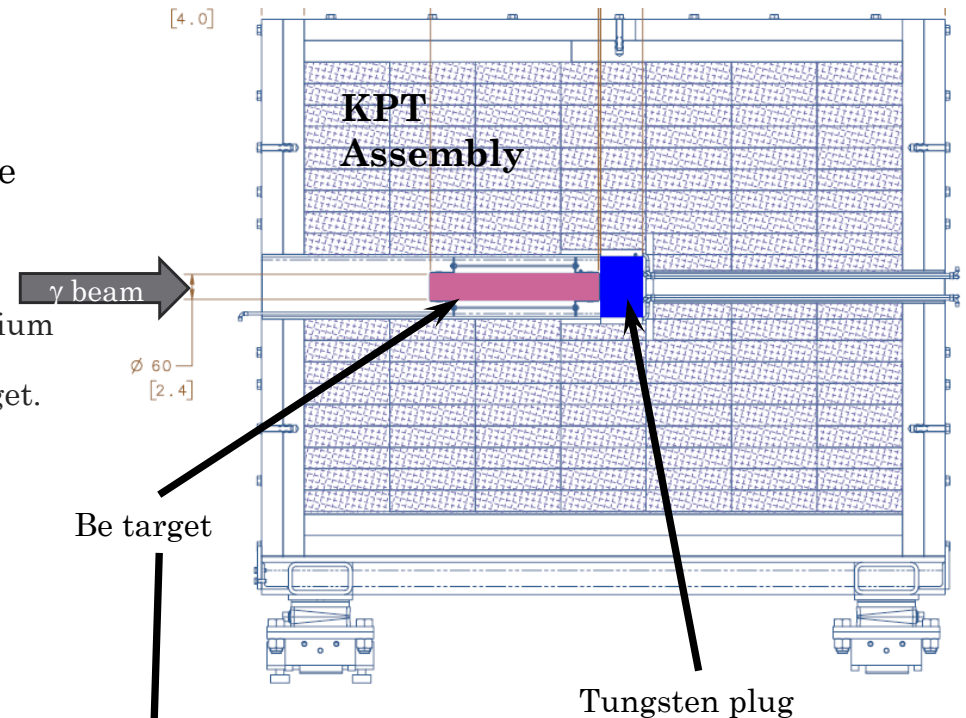 [4.0]
KPT
Assembly
e
γ beam
ium
Ø 60
[2.4]
get.
Be target
Tungsten plug